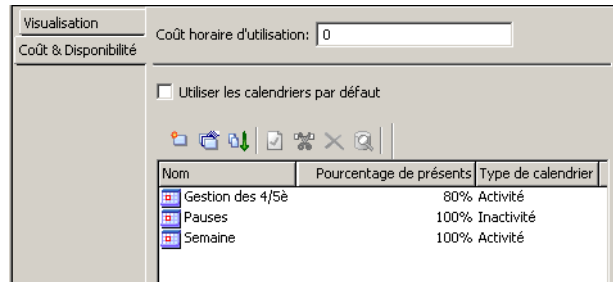 Visualisation
Coût & Disponibilité
Coût horaire d'utilisation: 0
Utiliser les calendriers par défaut
Nom Pourcentage de présents Type de calendrier
Gestion des 4/5è 80% Activité
Pauses 100% Inactivité
Semaine 100% Activité